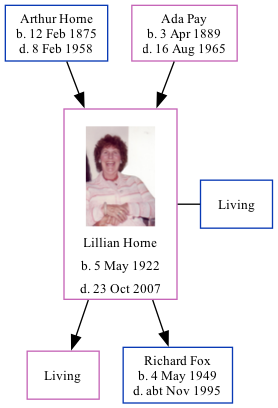 Arthur Horne
b. 12 Feb 1875
d. 8 Feb 1958
Ada Pay
b. 3 Apr 1889
d. 16 Aug 1965
Lillian Horne
b. 5 May 1922
d. 23 Oct 2007
Living
Living
Richard Fox
b. 4 May 1949
d. abt Nov 1995